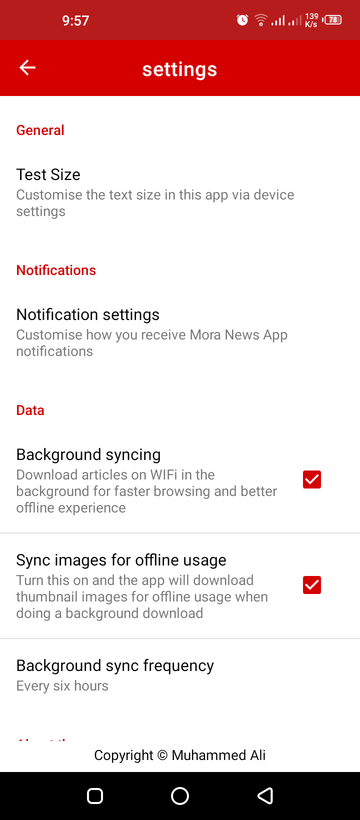 9:57
139
K/s
78
settings
General
Test Size
Customise the text size in this app via device
settings
Notifications
Notification settings
Customise how you receive Mora News App
notifications
Data
Background syncing
Download articles on WIFi in the
background for faster browsing and better
offline experience
Sync images for offline usage
Turn this on and the app will download
thumbnail images for offline usage when
doing a background download
Background sync frequency
Every six hours
Copyright © Muhammed Ali